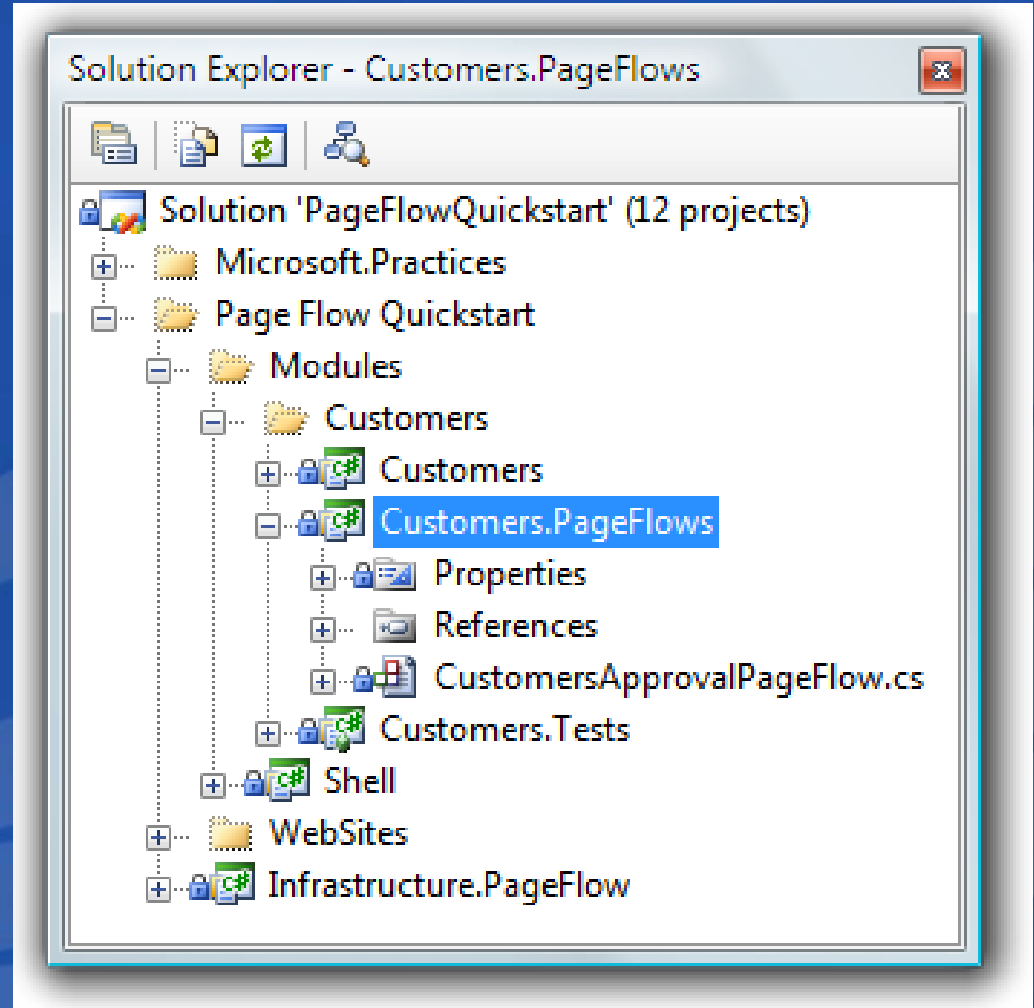 Solution Explorer - Customers.PageFlows
Solution 'PageFlowQuickstart' (12 projects)
Microsoft.Practices
Page Flow Quickstart
Modules
Customers
C# Customers
C# Customers.PageFlows
Properties
References
CustomersApprovalPageFlow.cs
C# Customers.Tests
C# Shell
WebSites
C# Infrastructure.PageFlow